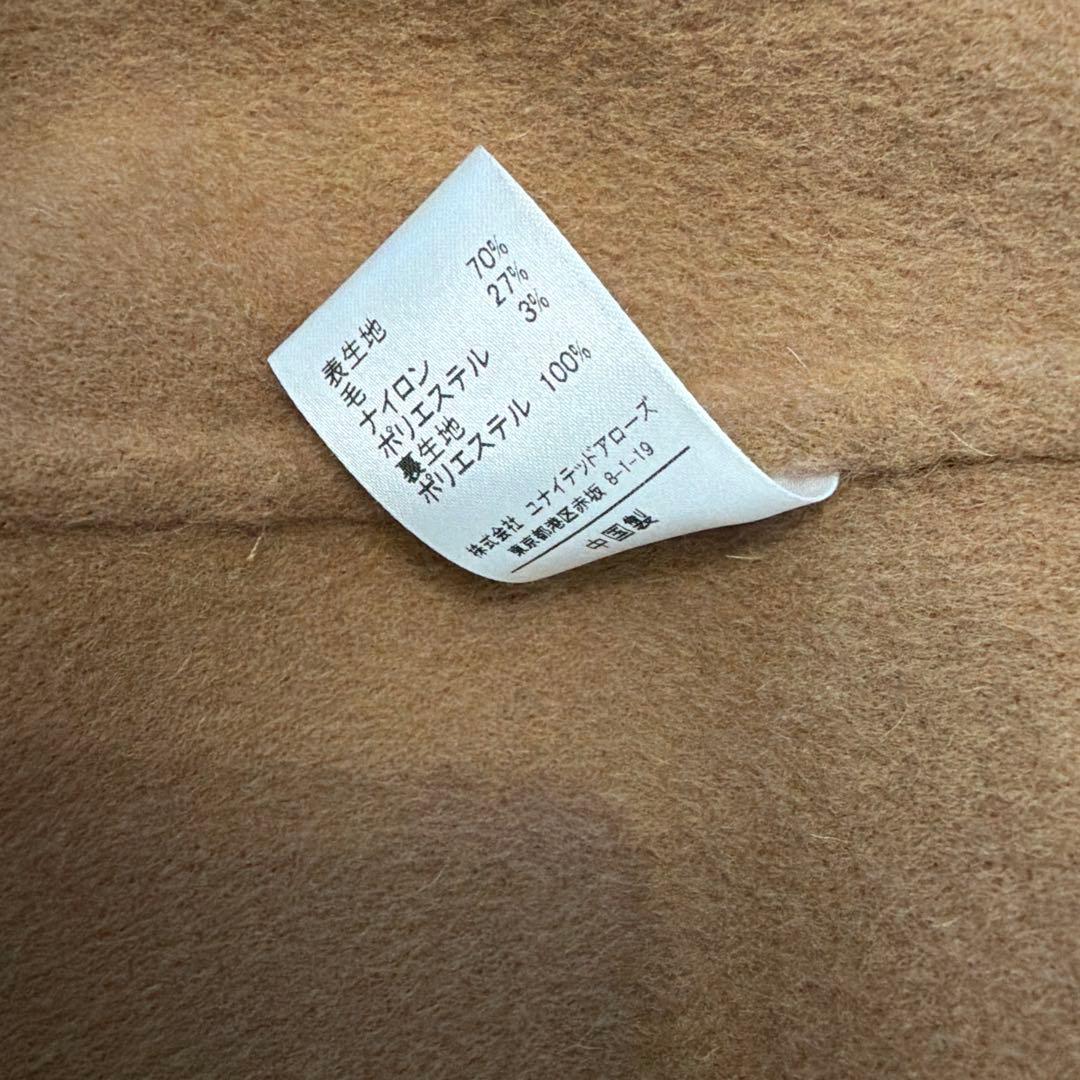 表生地
毛 70%
ナイロン 27%
ポリエステル 3%
裏生地
ポリエステル 100%
株式会社 ユナイテッドアローズ
東京都港区赤坂 8-1-19
中国製